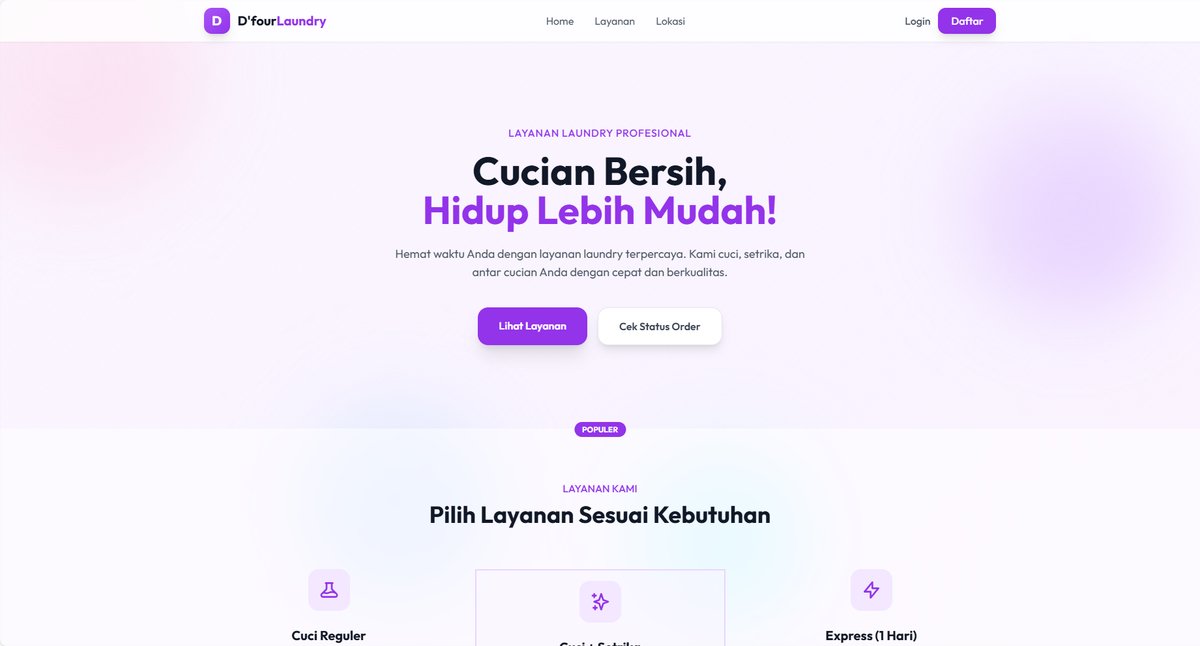 D
D'fourLaundry
Home
Layanan
Lokasi
Login
Daftar
LAYANAN LAUNDRY PROFESIONAL
Cucian Bersih,
Hidup Lebih Mudah!
Hemat waktu Anda dengan layanan laundry terpercaya. Kami cuci, setrika, dan
antar cucian Anda dengan cepat dan berkualitas.
Lihat Layanan
Cek Status Order
POPULER
LAYANAN KAMI
Pilih Layanan Sesuai Kebutuhan
Cuci Reguler
Cuci + Setrika
Express (1 Hari)